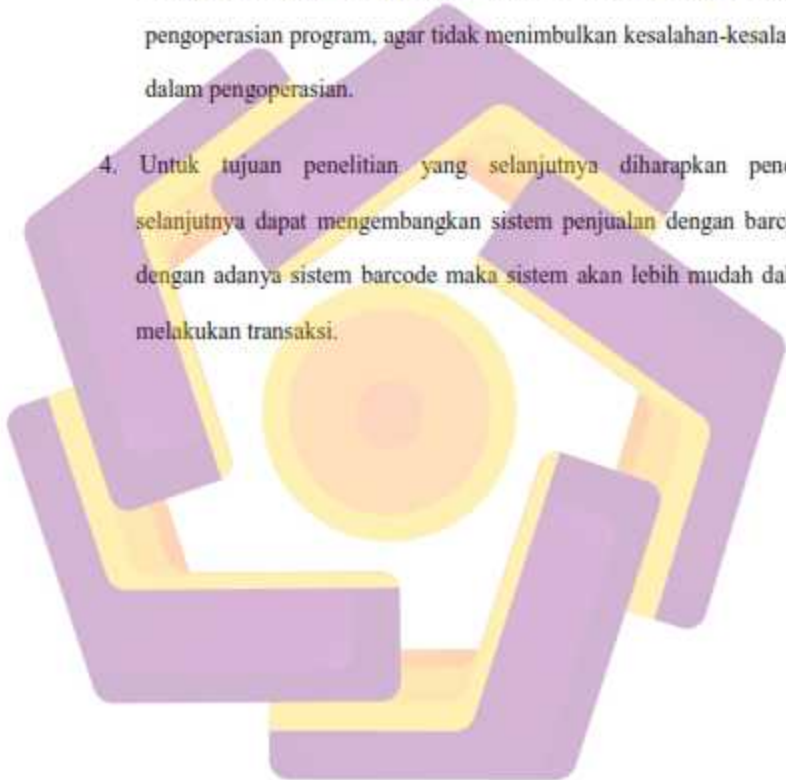 pengoperasian program, agar tidak menimbulkan kesalahan-kesala
dalam pengoperasian.
4. Untuk tujuan penelitian yang selanjutnya diharapkan pene
selanjutnya dapat mengembangkan sistem penjualan dengan barc
dengan adanya sistem barcode maka sistem akan lebih mudah da
melakukan transaksi.